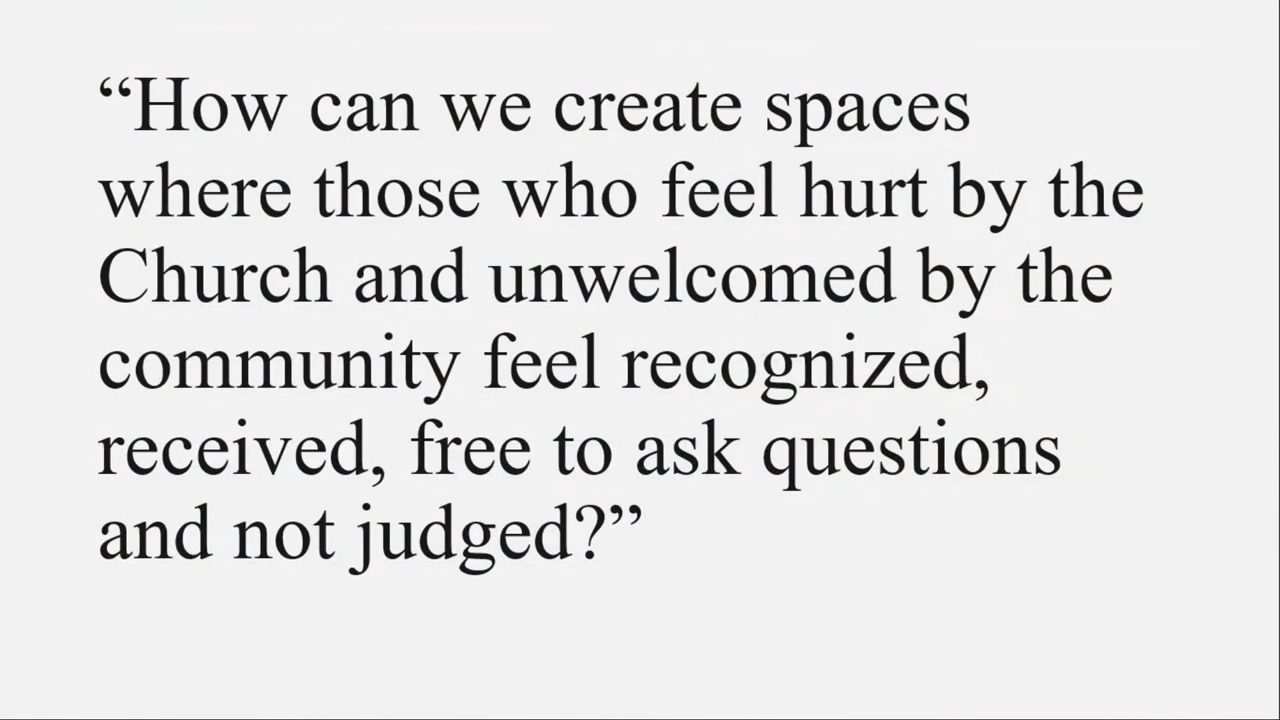 “How can we create spaces
where those who feel hurt by the
Church and unwelcomed by the
community feel recognized,
received, free to ask questions
and not judged?”